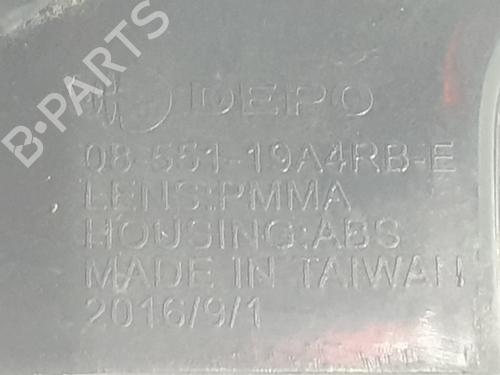 DEPO
08-551-19A4RB-E
LENS:PMMA
HOUSING:ABS
MADE IN TAIWAN
2016/9/1
B-PARTS